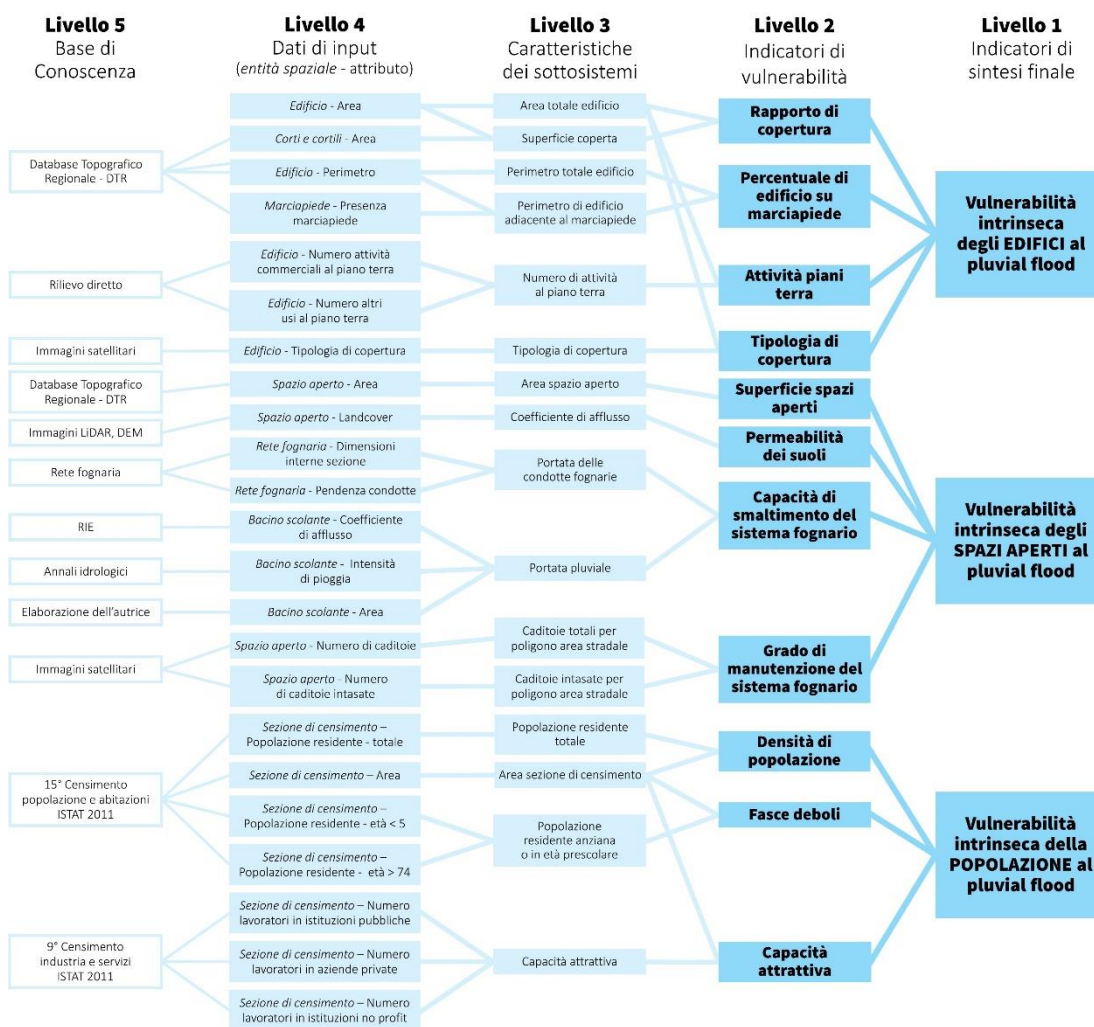 Livello 5
Base di
Conoscenza
Livello 4
Dati di input
(entità spaziale - attributo)
Livello 3
Caratteristiche
dei sottosistemi
Livello 2
Indicatori di
vulnerabilità
Livello 1
Indicatori di
sintesi finale
Database Topografico
Regionale - DTR
Rilievo diretto
Immagini satellitari
Database Topografico
Regionale - DTR
Immagini LiDAR, DEM
Rete fognaria
RIE
Annali idrologici
Elaborazione dell’autrice
Immagini satellitari
15° Censimento
popolazione e abitazioni
ISTAT 2011
9° Censimento
industria e servizi
ISTAT 2011
Edificio - Area
Corti e cortili - Area
Edificio - Perimetro
Marciapiede - Presenza
marciapiede
Edificio - Numero attività
commerciali al piano terra
Edificio - Numero altri
usi al piano terra
Edificio - Tipologia di copertura
Spazio aperto - Area
Spazio aperto - Landcover
Rete fognaria - Dimensioni
interne sezione
Rete fognaria - Pendenza condotte
Bacino scolante - Coefficiente
di afflusso
Bacino scolante - Intensità
di pioggia
Bacino scolante - Area
Spazio aperto - Numero di caditoie
Spazio aperto - Numero
di caditoie intasate
Sezione di censimento –
Popolazione residente - totale
Sezione di censimento – Area
Sezione di censimento –
Popolazione residente - età < 5
Sezione di censimento –
Popolazione residente - età > 74
Sezione di censimento – Numero
lavoratori in istituzioni pubbliche
Sezione di censimento – Numero
lavoratori in aziende private
Sezione di censimento – Numero
lavoratori in istituzioni no profit
Area totale edificio
Superficie coperta
Perimetro totale edificio
Perimetro di edificio
adiacente al marciapiede
Numero di attività
al piano terra
Tipologia di copertura
Area spazio aperto
Coefficiente di afflusso
Portata delle
condotte fognarie
Portata pluviale
Caditoie totali per
poligono area stradale
Caditoie intasate per
poligono area stradale
Popolazione residente
totale
Area sezione di censimento
Popolazione
residente anziana
o in età prescolare
Capacità attrattiva
Rapporto di
copertura
Percentuale di
edificio su
marciapiede
Attività piani
terra
Tipologia di
copertura
Superficie spazi
aperti
Permeabilità
dei suoli
Capacità di
smaltimento del
sistema fognario
Grado di
manutenzione del
sistema fognario
Densità di
popolazione
Fasce deboli
Capacità
attrattiva
Vulnerabilità
intrinseca
degli EDIFICI al
pluvial flood
Vulnerabilità
intrinseca degli
SPAZI APERTI al
pluvial flood
Vulnerabilità
intrinseca della
POPOLAZIONE al
pluvial flood